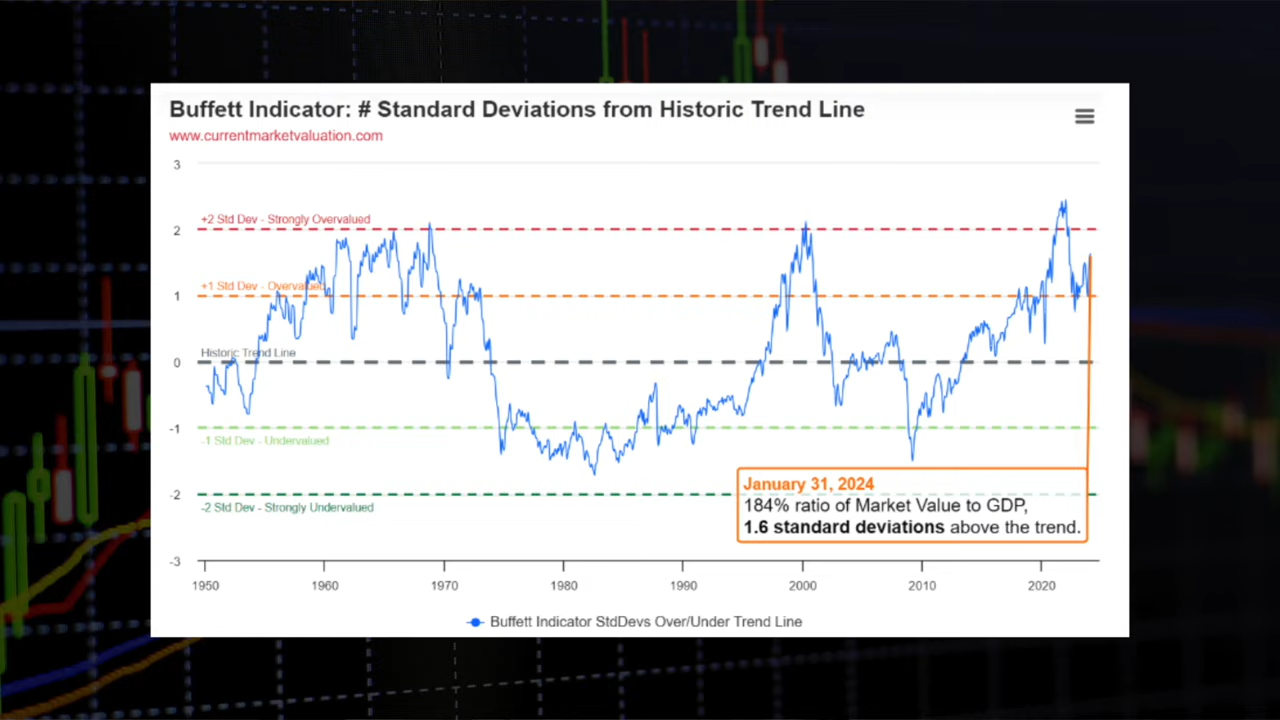 Buffett Indicator: # Standard Deviations from Historic Trend Line
www.currentmarketvaluation.com
3
+2 Std Dev - Strongly Overvalued
2
+1 Std Dev - Overvalued
1
Historic Trend Line
0
-1
-1 Std Dev - Undervalued
-2
-2 Std Dev - Strongly Undervalued
January 31, 2024
184% ratio of Market Value to GDP,
1.6 standard deviations above the trend.
-3
1950 1960 1970 1980 1990 2000 2010 2020
Buffett Indicator StdDevs Over/Under Trend Line